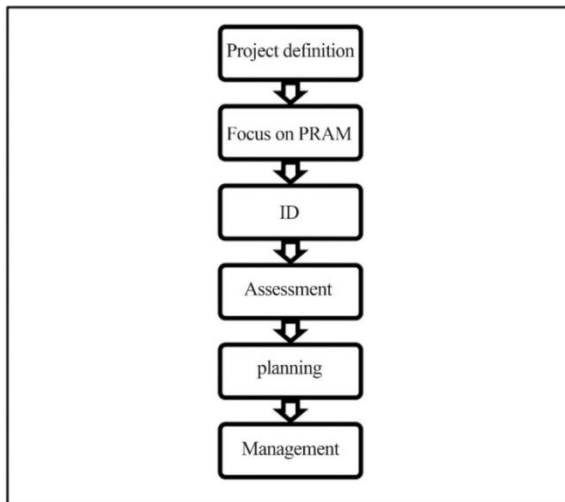 Project definition
Focus on PRAM
ID
Assessment
planning
Management